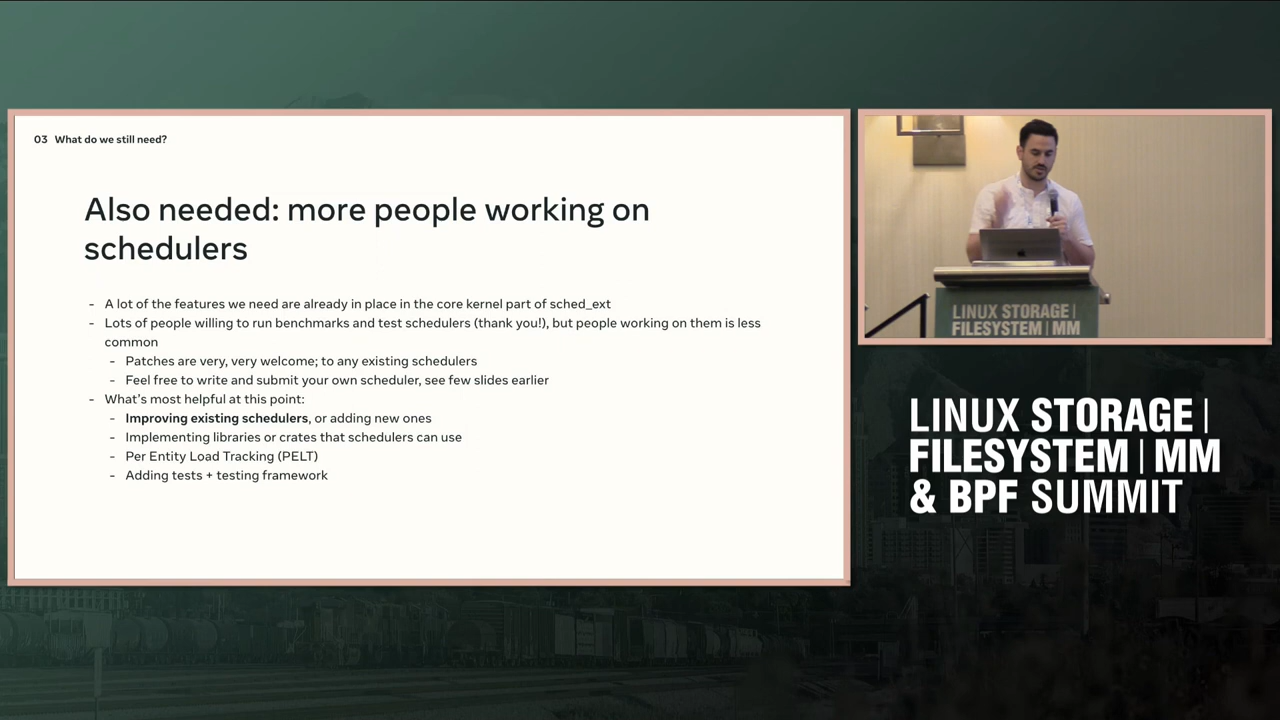 03 What do we still need?
Also needed: more people working on
schedulers
- A lot of the features we need are already in place in the core kernel part of sched_ext
- Lots of people willing to run benchmarks and test schedulers (thank you!), but people working on them is less
common
- Patches are very, very welcome; to any existing schedulers
- Feel free to write and submit your own scheduler, see few slides earlier
- What's most helpful at this point:
- Improving existing schedulers, or adding new ones
- Implementing libraries or crates that schedulers can use
- Per Entity Load Tracking (PELT)
- Adding tests + testing framework
LINUX STORAGE |
FILESYSTEM | MM
LINUX STORAGE |
FILESYSTEM | MM
& BPF SUMMIT